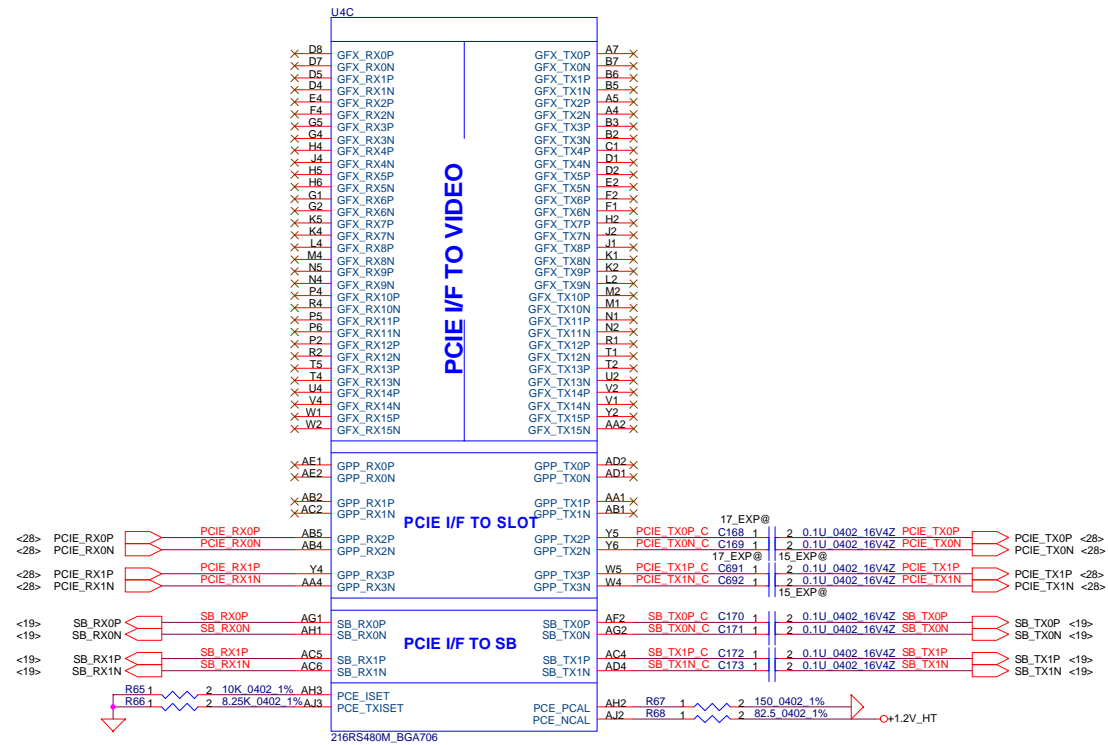 U4C
D8 GFX_RX0P GFX_TX0P A7
D7 GFX_RX0N GFX_TX0N B7
D5 GFX_RX1P GFX_TX1P B6
D4 GFX_RX1N GFX_TX1N B5
E4 GFX_RX2P GFX_TX2P A5
F4 GFX_RX2N GFX_TX2N A4
G5 GFX_RX3P GFX_TX3P B3
G4 GFX_RX3N GFX_TX3N B2
H4 GFX_RX4P GFX_TX4P C1
J4 GFX_RX4N GFX_TX4N D1
H5 GFX_RX5P GFX_TX5P D2
H6 GFX_RX5N GFX_TX5N E2
G1 GFX_RX6P GFX_TX6P F2
G2 GFX_RX6N GFX_TX6N F1
K5 GFX_RX7P GFX_TX7P H2
K4 GFX_RX7N GFX_TX7N J2
L4 GFX_RX8P GFX_TX8P J1
M4 GFX_RX8N GFX_TX8N K1
N5 GFX_RX9P GFX_TX9P K2
N4 GFX_RX9N GFX_TX9N L2
P4 GFX_RX10P GFX_TX10P M2
R4 GFX_RX10N GFX_TX10N M1
P5 GFX_RX11P GFX_TX11P N1
P6 GFX_RX11N GFX_TX11N N2
P2 GFX_RX12P GFX_TX12P R1
R2 GFX_RX12N GFX_TX12N T1
T5 GFX_RX13P GFX_TX13P T2
T4 GFX_RX13N GFX_TX13N U2
U4 GFX_RX14P GFX_TX14P V2
V4 GFX_RX14N GFX_TX14N V1
W1 GFX_RX15P GFX_TX15P Y2
W2 GFX_RX15N GFX_TX15N AA2
PCIE I/F TO VIDEO
AE1 GPP_RX0P GPP_TX0P AD2
AE2 GPP_RX0N GPP_TX0N AD1
AB2 GPP_RX1P GPP_TX1P AA1
AC2 GPP_RX1N GPP_TX1N AB1
PCIE I/F TO SLOT
17_EXP@
<28> PCIE_RX0P PCIE_RX0P AB5 GPP_RX2P GPP_TX2P Y5 PCIE_TX0P_C C168 1 2 0.1U_0402_16V4Z PCIE_TX0P PCIE_TX0P <28>
<28> PCIE_RX0N PCIE_RX0N AB4 GPP_RX2N GPP_TX2N Y6 PCIE_TX0N_C C169 1 2 0.1U_0402_16V4Z PCIE_TX0N PCIE_TX0N <28>
17_EXP@ 15_EXP@
<28> PCIE_RX1P PCIE_RX1P Y4 GPP_RX3P GPP_TX3P W5 PCIE_TX1P_C C691 1 2 0.1U_0402_16V4Z PCIE_TX1P PCIE_TX1P <28>
<28> PCIE_RX1N PCIE_RX1N AA4 GPP_RX3N GPP_TX3N W4 PCIE_TX1N_C C692 1 2 0.1U_0402_16V4Z PCIE_TX1N PCIE_TX1N <28>
15_EXP@
<19> SB_RX0P SB_RX0P AG1 SB_RX0P SB_TX0P AF2 SB_TX0P_C C170 1 2 0.1U_0402_16V4Z SB_TX0P SB_TX0P <19>
<19> SB_RX0N SB_RX0N AH1 SB_RX0N SB_TX0N AG2 SB_TX0N_C C171 1 2 0.1U_0402_16V4Z SB_TX0N SB_TX0N <19>
PCIE I/F TO SB
<19> SB_RX1P SB_RX1P AC5 SB_RX1P SB_TX1P AC4 SB_TX1P_C C172 1 2 0.1U_0402_16V4Z SB_TX1P SB_TX1P <19>
<19> SB_RX1N SB_RX1N AC6 SB_RX1N SB_TX1N AD4 SB_TX1N_C C173 1 2 0.1U_0402_16V4Z SB_TX1N SB_TX1N <19>
R65 1 2 10K_0402_1% AH3 PCE_ISET
R66 1 2 8.25K_0402_1% AJ3 PCE_TXISET
PCE_PCAL AH2 R67 1 2 150_0402_1%
PCE_NCAL AJ2 R68 1 2 82.5_0402_1% +1.2V_HT
216RS480M_BGA706